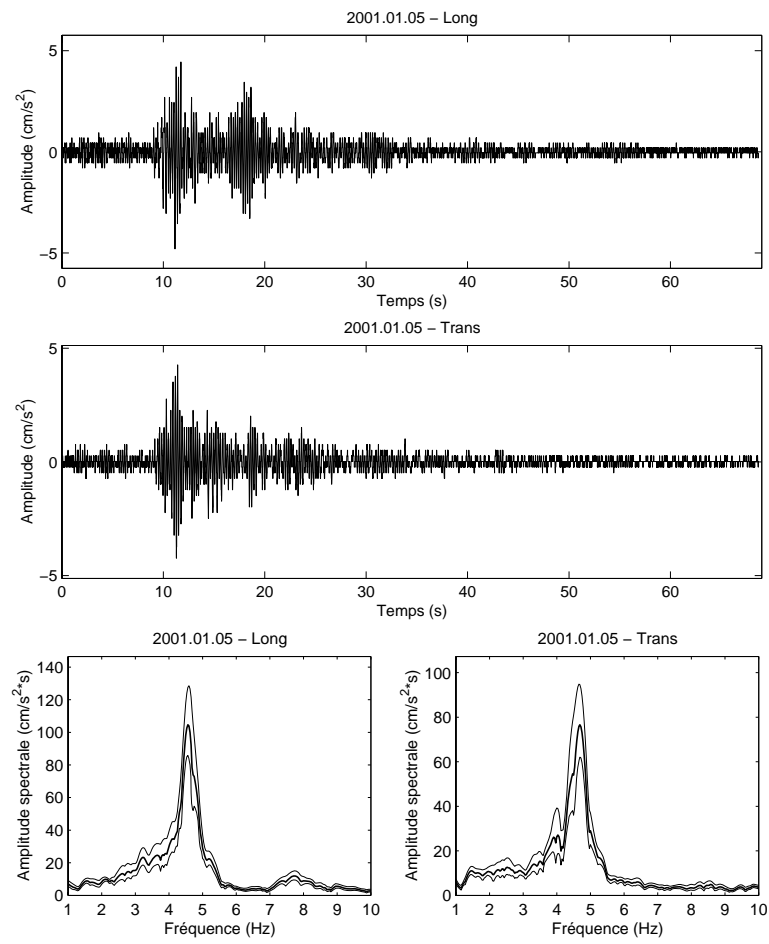 2001.01.05 – Long
Amplitude (cm/s²)
5
0
−5
0 10 20 30 40 50 60
Temps (s)
2001.01.05 – Trans
Amplitude (cm/s²)
5
0
−5
0 10 20 30 40 50 60
Temps (s)
2001.01.05 – Long
Amplitude spectrale (cm/s²*s)
140
120
100
80
60
40
20
0
1 2 3 4 5 6 7 8 9 10
Fréquence (Hz)
2001.01.05 – Trans
Amplitude spectrale (cm/s²*s)
100
80
60
40
20
0
1 2 3 4 5 6 7 8 9 10
Fréquence (Hz)